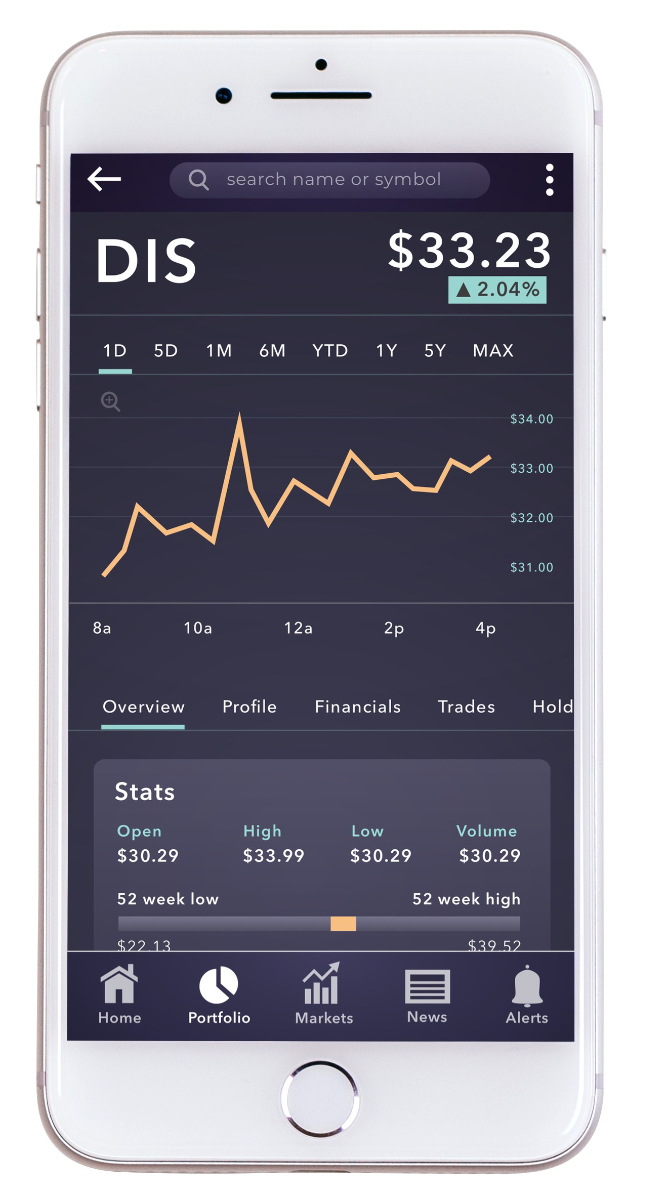 search name or symbol
DIS
$33.23
▲ 2.04%
1D 5D 1M 6M YTD 1Y 5Y MAX
$34.00
$33.00
$32.00
$31.00
8a 10a 12a 2p 4p
Overview Profile Financials Trades Hold
Stats
Open High Low Volume
$30.29 $33.99 $30.29 $30.29
52 week low 52 week high
$22.13 $39.52
Home Portfolio Markets News Alerts